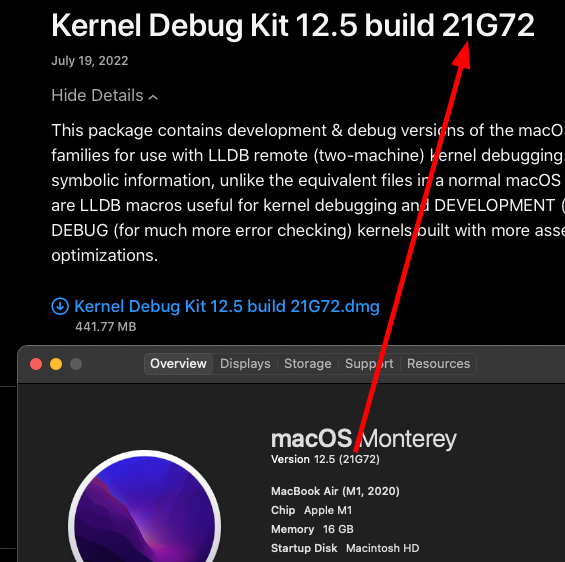 Kernel Debug Kit 12.5 build 21G72
July 19, 2022
Hide Details
This package contains development & debug versions of the macO
families for use with LLDB remote (two-machine) kernel debugging.
symbolic information, unlike the equivalent files in a normal macOS
are LLDB macros useful for kernel debugging and DEVELOPMENT (
DEBUG (for much more error checking) kernels built with more asse
optimizations.
Kernel Debug Kit 12.5 build 21G72.dmg
441.77 MB
Overview Displays Storage Support Resources
macOS Monterey
Version 12.5 (21G72)
MacBook Air (M1, 2020)
Chip Apple M1
Memory 16 GB
Startup Disk Macintosh HD